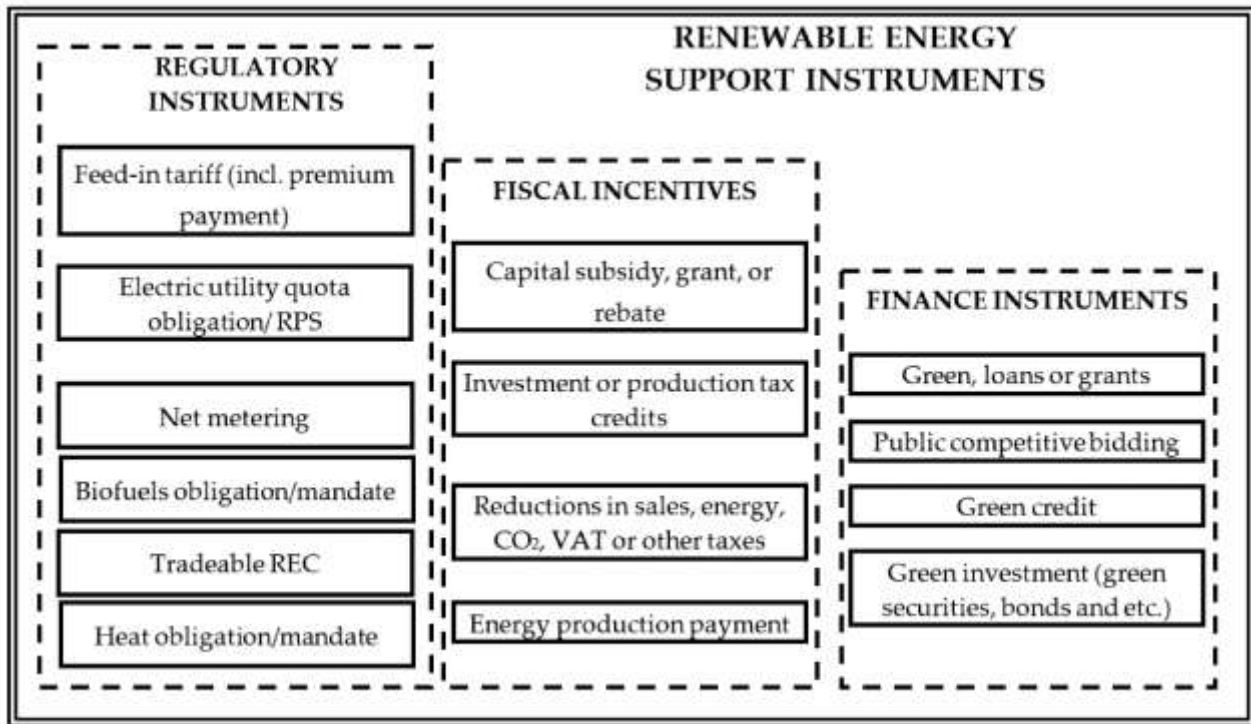 RENEWABLE ENERGY
SUPPORT INSTRUMENTS
REGULATORY
INSTRUMENTS
Feed-in tariff (incl. premium
payment)
Electric utility quota
obligation/ RPS
Net metering
Biofuels obligation/mandate
Tradeable REC
Heat obligation/mandate
FISCAL INCENTIVES
Capital subsidy, grant, or
rebate
Investment or production tax
credits
Reductions in sales, energy,
CO₂, VAT or other taxes
Energy production payment
FINANCE INSTRUMENTS
Green, loans or grants
Public competitive bidding
Green credit
Green investment (green
securities, bonds and etc.)